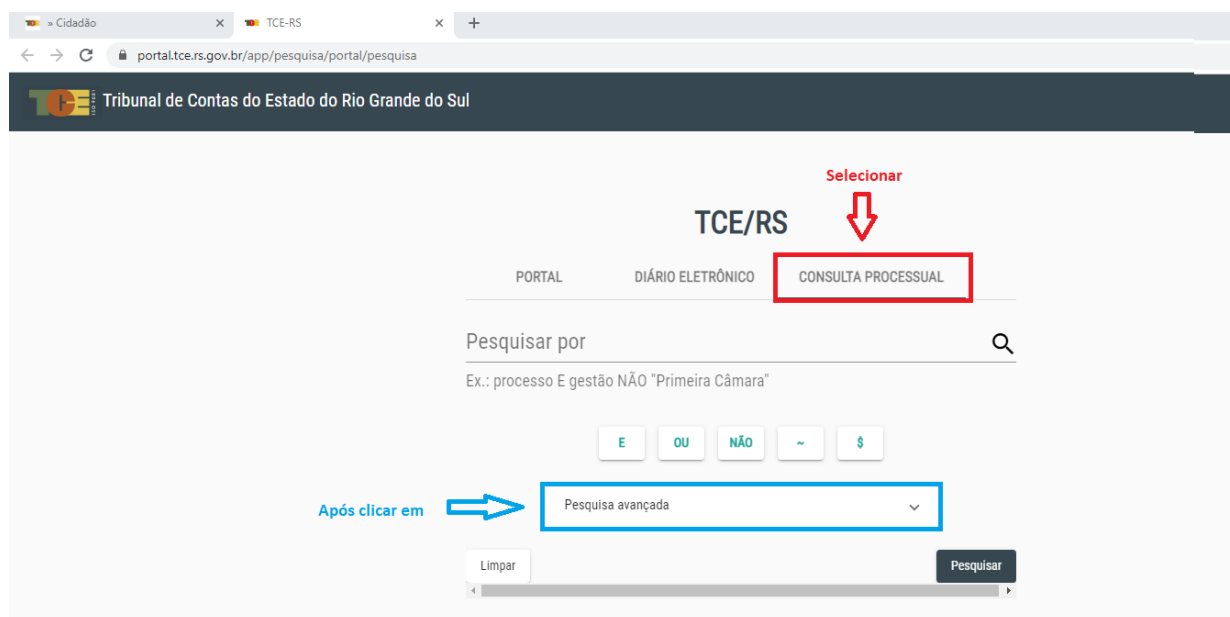 » Cidadão
TCE-RS
portal.tce.rs.gov.br/app/pesquisa/portal/pesquisa
TCE Tribunal de Contas do Estado do Rio Grande do Sul
Selecionar
TCE/RS
PORTAL DIÁRIO ELETRÔNICO CONSULTA PROCESSUAL
Pesquisar por
Ex.: processo E gestão NÃO "Primeira Câmara"
E OU NÃO ~ $
Após clicar em Pesquisa avançada
Limpar Pesquisar